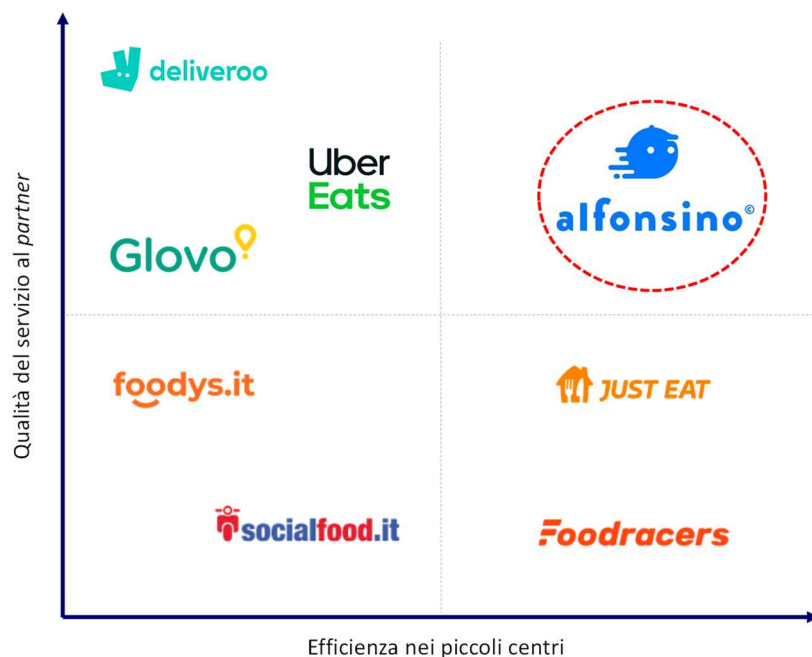 deliveroo
Uber
Eats
alfonsino©
Glovo
Qualità del servizio al partner
foodys.it
JUST EAT
socialfood.it
Foodracers
Efficienza nei piccoli centri